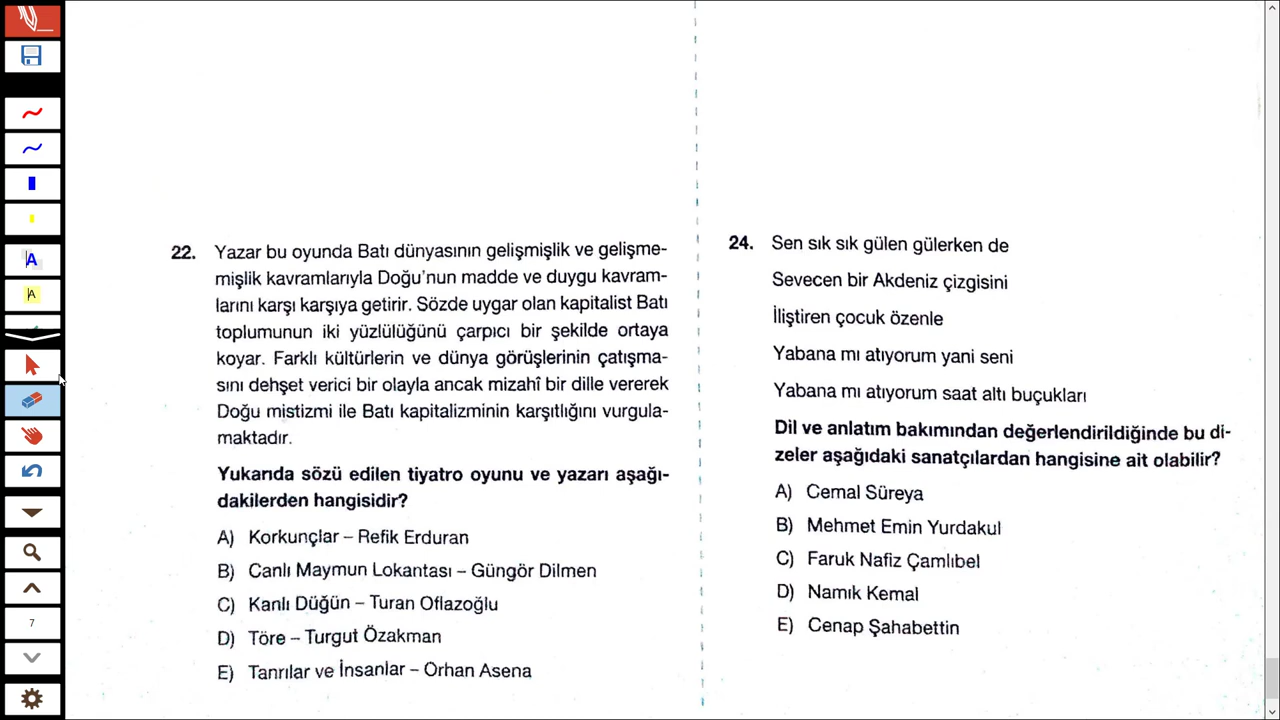 22. Yazar bu oyunda Batı dünyasının gelişmişlik ve gelişme-
mişlik kavramlarıyla Doğu'nun madde ve duygu kavram-
larını karşı karşıya getirir. Sözde uygar olan kapitalist Batı
toplumunun iki yüzlülüğünü çarpıcı bir şekilde ortaya
koyar. Farklı kültürlerin ve dünya görüşlerinin çatışma-
sını dehşet verici bir olayla ancak mizahî bir dille vererek
Doğu mistizmi ile Batı kapitalizminin karşıtlığını vurgula-
maktadır.
Yukarıda sözü edilen tiyatro oyunu ve yazarı aşağı-
dakilerden hangisidir?
A) Korkunçlar – Refik Erduran
B) Canlı Maymun Lokantası – Güngör Dilmen
C) Kanlı Düğün – Turan Oflazoğlu
D) Töre – Turgut Özakman
E) Tanrılar ve İnsanlar – Orhan Asena
24. Sen sık sık gülen gülerken de
Sevecen bir Akdeniz çizgisini
İliştiren çocuk özenle
Yabana mı atıyorum yani seni
Yabana mı atıyorum saat altı buçukları
Dil ve anlatım bakımından değerlendirildiğinde bu di-
zeler aşağıdaki sanatçılardan hangisine ait olabilir?
A) Cemal Süreya
B) Mehmet Emin Yurdakul
C) Faruk Nafiz Çamlıbel
D) Namık Kemal
E) Cenap Şahabettin
A
A
7